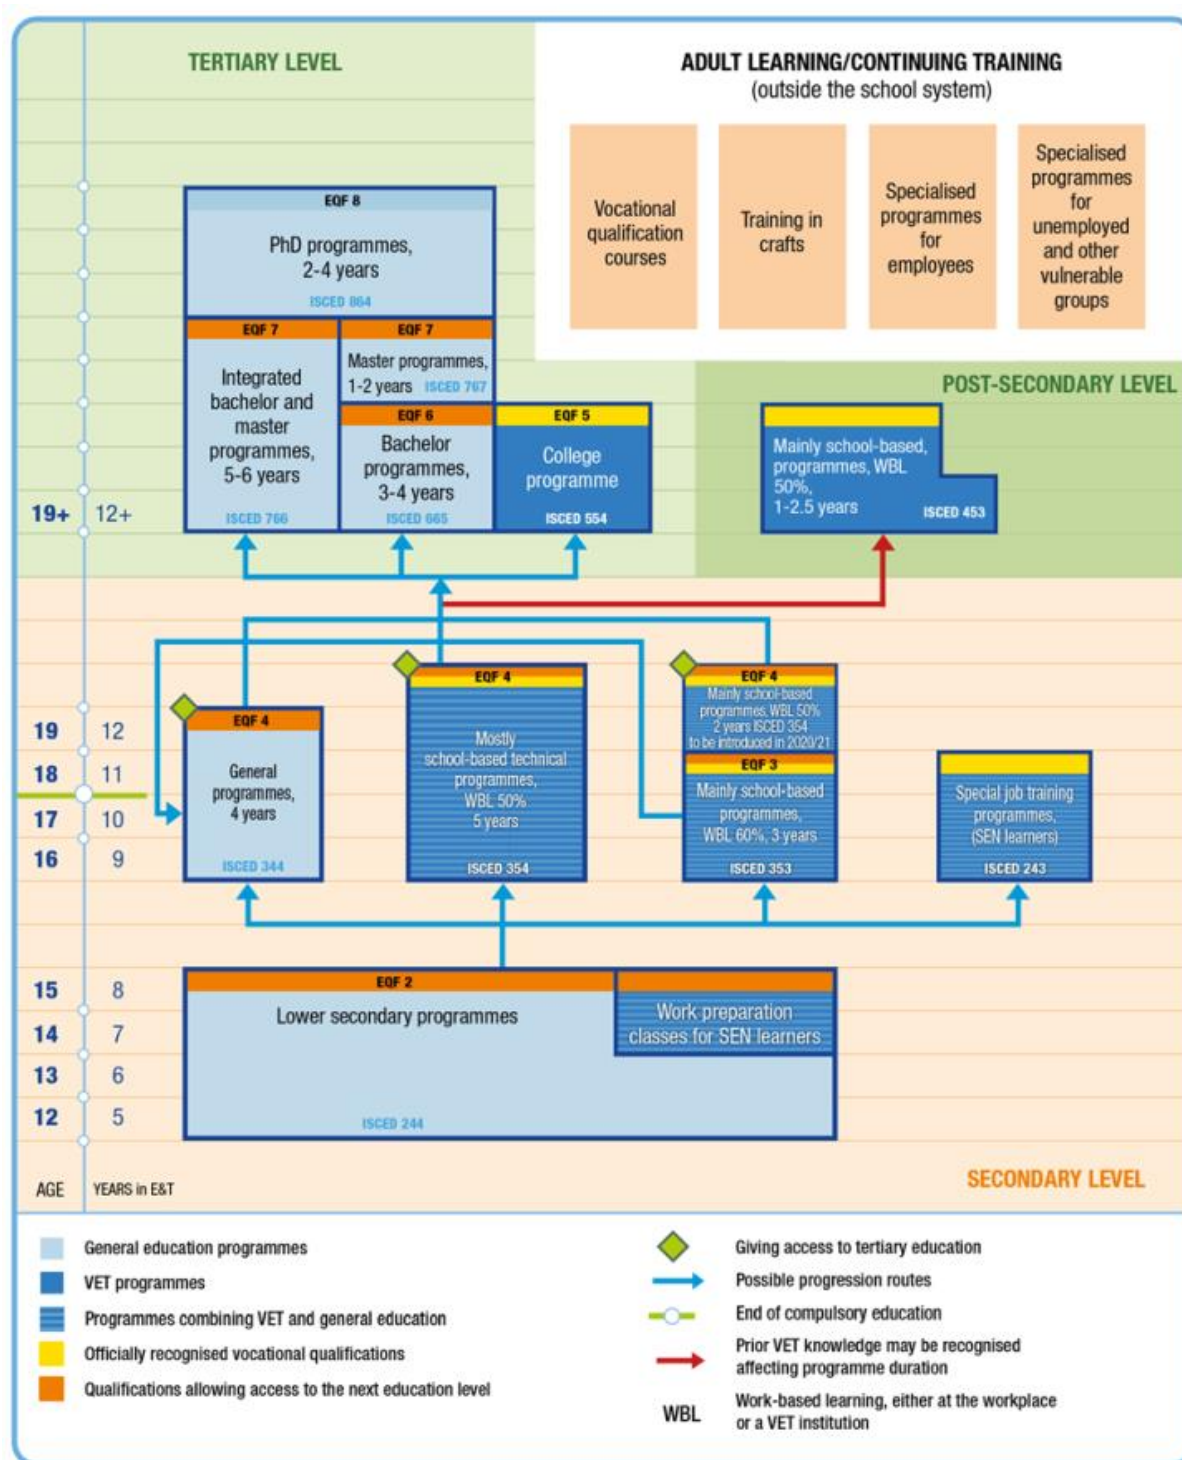 TERTIARY LEVEL
ADULT LEARNING/CONTINUING TRAINING
(outside the school system)
Vocational
qualification
courses
Training in
crafts
Specialised
programmes
for
employees
Specialised
programmes
for
unemployed
and other
vulnerable
groups
EQF 8
PhD programmes,
2-4 years
ISCED 864
EQF 7
Integrated
bachelor and
master
programmes,
5-6 years
ISCED 766
EQF 7
Master programmes,
1-2 years ISCED 767
EQF 6
Bachelor
programmes,
3-4 years
ISCED 665
EQF 5
College
programme
ISCED 554
POST-SECONDARY LEVEL
Mainly school-based,
programmes, WBL
50%,
1-2.5 years
ISCED 453
19+ 12+
19 12
18 11
17 10
16 9
EQF 4
General
programmes,
4 years
ISCED 344
EQF 4
Mostly
school-based technical
programmes,
WBL 50%
5 years
ISCED 354
EQF 4
Mainly school-based
programmes, WBL 50%
2 years ISCED 354
to be introduced in 2020/21
EQF 3
Mainly school-based
programmes,
WBL 60%, 3 years
ISCED 353
Special job training
programmes,
(SEN learners)
ISCED 243
15 8
14 7
13 6
12 5
EQF 2
Lower secondary programmes
ISCED 244
Work preparation
classes for SEN learners
AGE YEARS in E&T
SECONDARY LEVEL
General education programmes
VET programmes
Programmes combining VET and general education
Officially recognised vocational qualifications
Qualifications allowing access to the next education level
Giving access to tertiary education
Possible progression routes
End of compulsory education
Prior VET knowledge may be recognised
affecting programme duration
WBL
Work-based learning, either at the workplace
or a VET institution